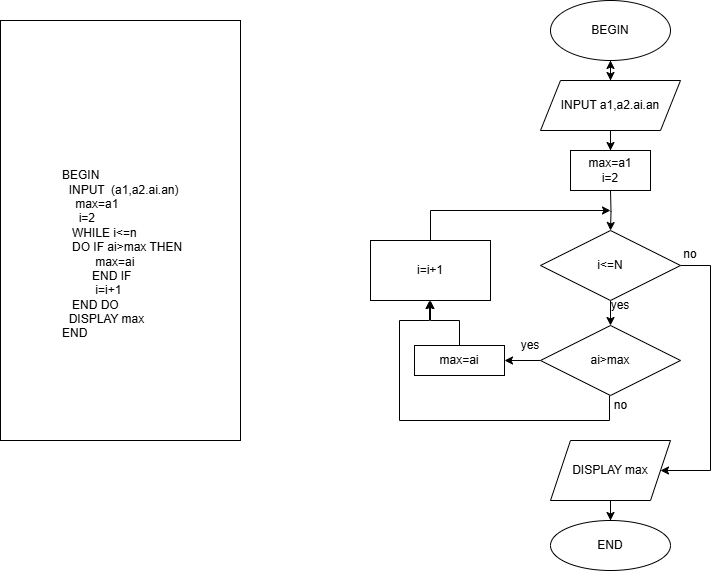 BEGIN
INPUT (a1,a2.ai.an)
max=a1
i=2
WHILE i<=n
DO IF ai>max THEN
max=ai
END IF
i=i+1
END DO
DISPLAY max
END
BEGIN
INPUT a1,a2.ai.an
max=a1
i=2
i<=N
no
yes
i=i+1
ai>max
yes
max=ai
no
DISPLAY max
END